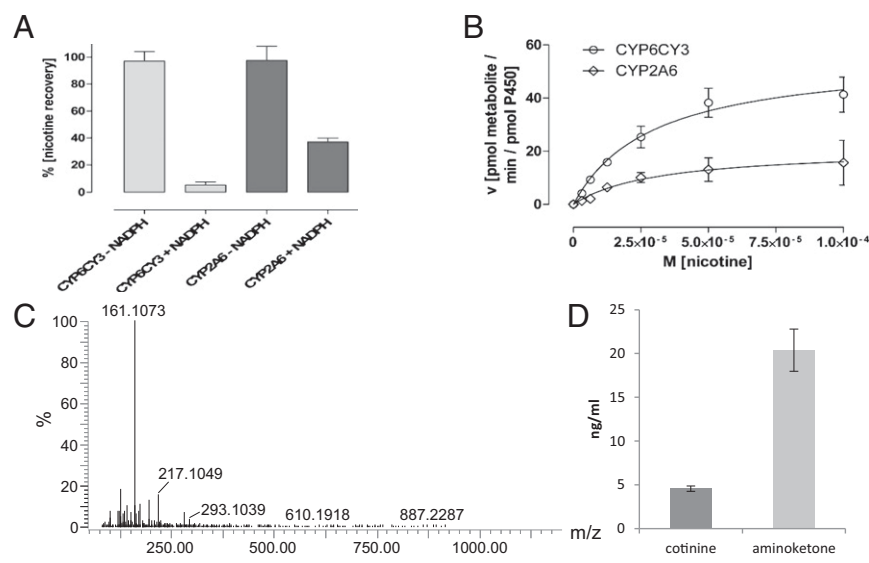 A
% [nicotine recovery]
100
80
60
40
20
0
CYP6CY3 - NADPH
CYP6CY3 + NADPH
CYP2A6 - NADPH
CYP2A6 + NADPH
B
v [pmol metabolite /
min / pmol P450]
60
40
20
0
CYP6CY3
CYP2A6
0 2.5×10-5 5.0×10-5 7.5×10-5 1.0×10-4
M [nicotine]
C
161.1073
100
80
60
40
20
0
%
217.1049
293.1039
610.1918
887.2287
m/z
250.00 500.00 750.00 1000.00
D
25
20
15
10
5
0
ng/ml
cotinine aminoketone